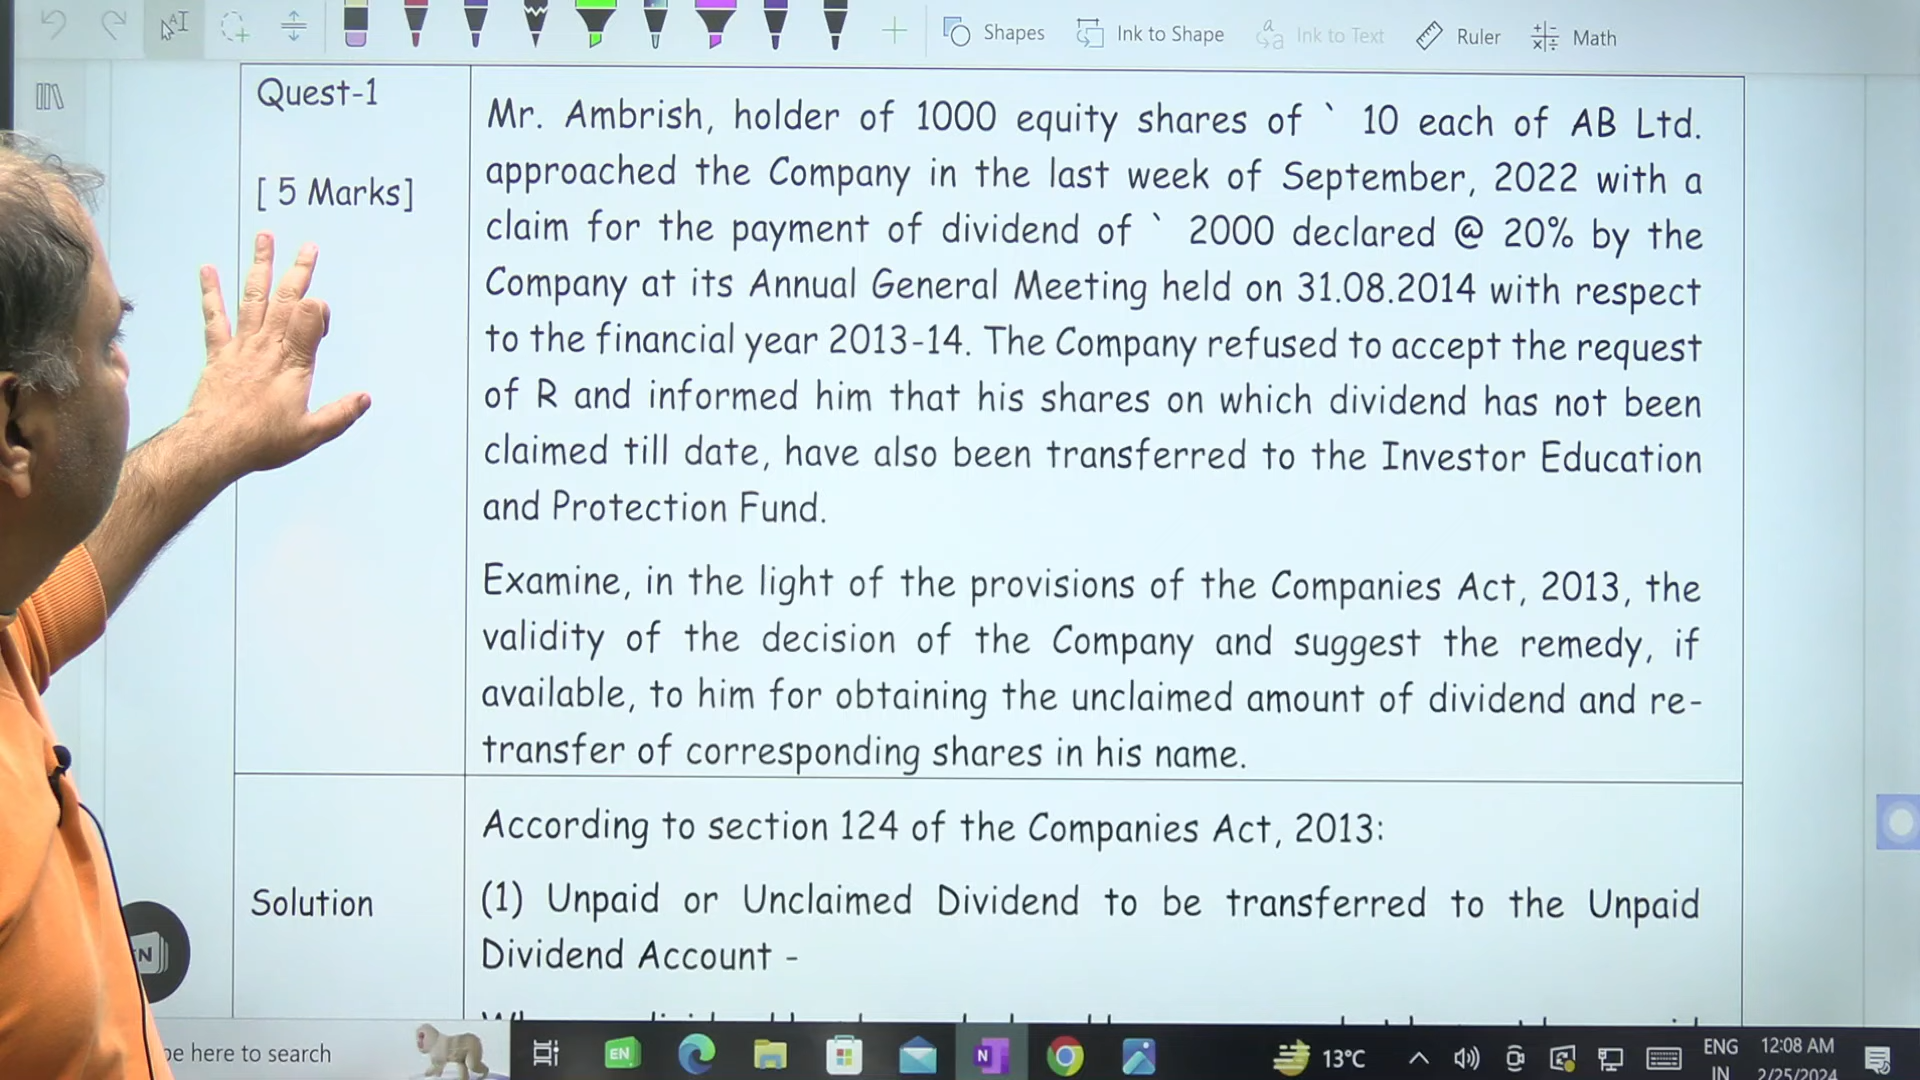 Shapes
Ink to Shape
Ink to Text
Ruler
Math
Quest-1
[ 5 Marks]
Mr. Ambrish, holder of 1000 equity shares of ` 10 each of AB Ltd.
approached the Company in the last week of September, 2022 with a
claim for the payment of dividend of ` 2000 declared @ 20% by the
Company at its Annual General Meeting held on 31.08.2014 with respect
to the financial year 2013-14. The Company refused to accept the request
of R and informed him that his shares on which dividend has not been
claimed till date, have also been transferred to the Investor Education
and Protection Fund.
Examine, in the light of the provisions of the Companies Act, 2013, the
validity of the decision of the Company and suggest the remedy, if
available, to him for obtaining the unclaimed amount of dividend and re-
transfer of corresponding shares in his name.
Solution
According to section 124 of the Companies Act, 2013:
(1) Unpaid or Unclaimed Dividend to be transferred to the Unpaid
Dividend Account -
here to search
EN
N
13°C
ENG
IN
12:08 AM
2/25/2024